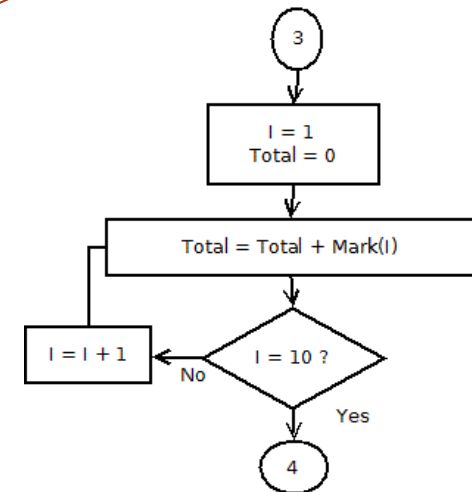 3
I = 1
Total = 0
Total = Total + Mark(I)
I = 10 ?
I = I + 1
No
Yes
4